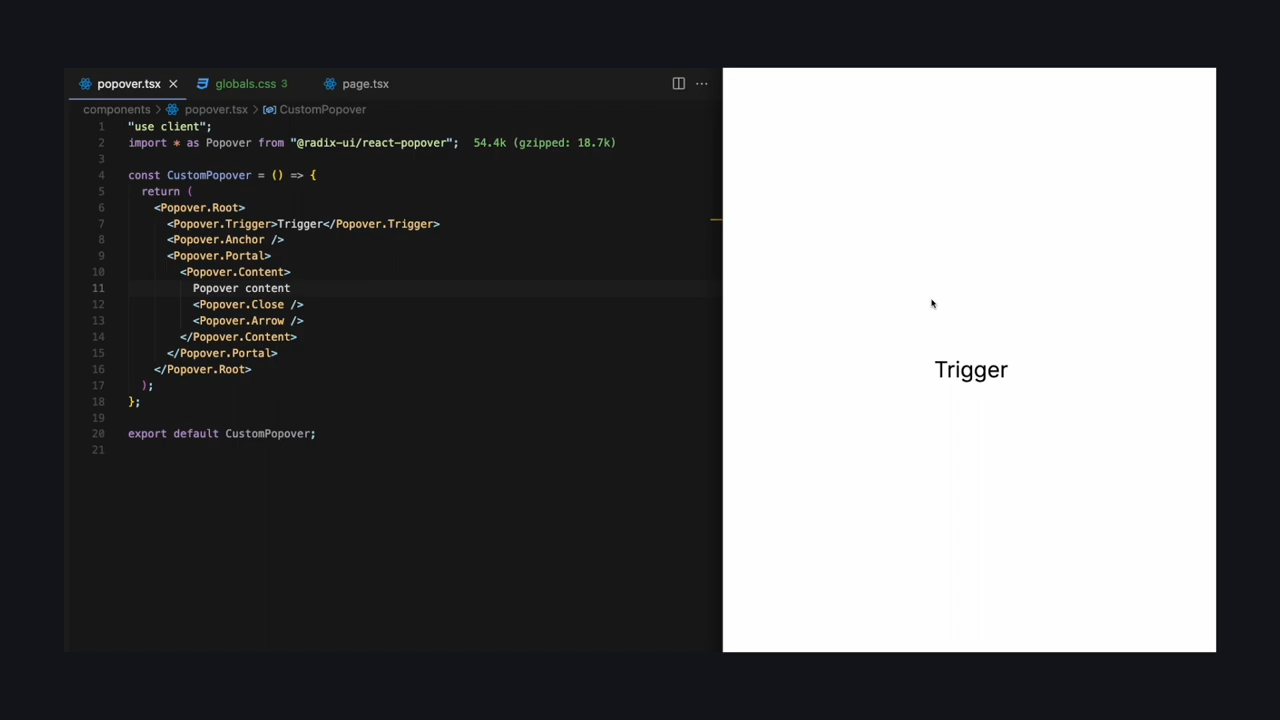 popover.tsx globals.css 3 page.tsx
components > popover.tsx > CustomPopover
1 "use client";
2 import * as Popover from "@radix-ui/react-popover"; 54.4k (gzipped: 18.7k)
3
4 const CustomPopover = () => {
5 return (
6 <Popover.Root>
7 <Popover.Trigger>Trigger</Popover.Trigger>
8 <Popover.Anchor />
9 <Popover.Portal>
10 <Popover.Content>
11 Popover content
12 <Popover.Close />
13 <Popover.Arrow />
14 </Popover.Content>
15 </Popover.Portal>
16 </Popover.Root>
17 );
18 };
19
20 export default CustomPopover;
21
Trigger